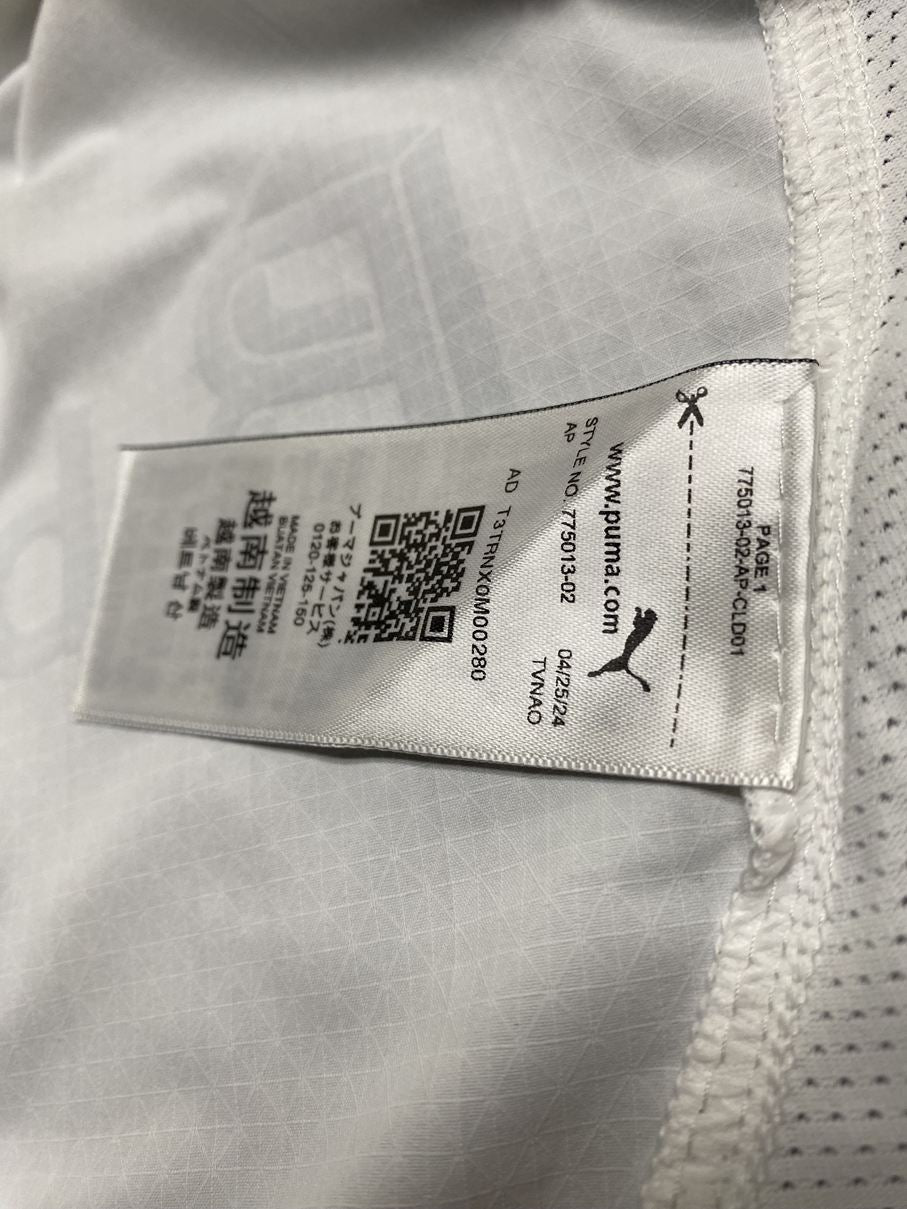 PAGE 1
775013-02-AP-CLD01
www.puma.com
STYLE NO. 775013-02 04/25/24
AP TVNAO
AD T3TRNX0M00280
プーマジャパン(株)
お客様サービス
0120-125-150
MADE IN VIETNAM
BUATAN VIETNAM
越南制造
越南製造
ベトナム製
베트남산